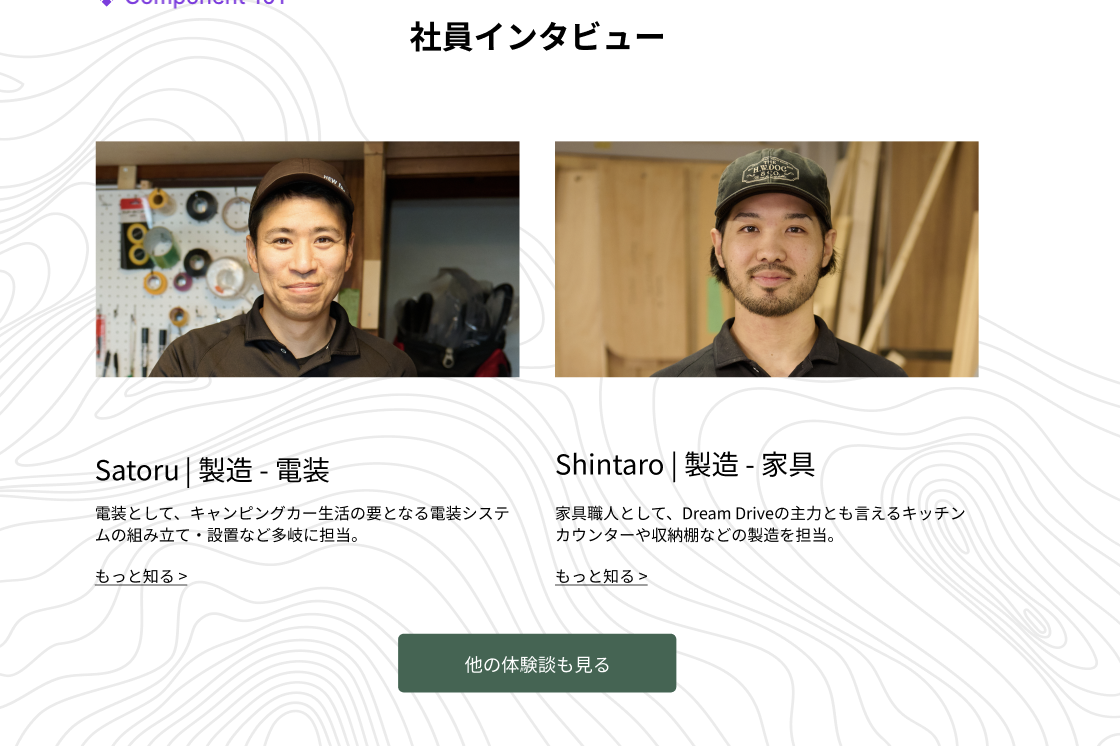 Component 101
社員インタビュー
NEW
THE
H.W.DOG
& CO.
Satoru | 製造 - 電装
Shintaro | 製造 - 家具
電装として、キャンピングカー生活の要となる電装システ
ムの組み立て・設置など多岐に担当。
家具職人として、Dream Driveの主力とも言えるキッチン
カウンターや収納棚などの製造を担当。
もっと知る >
もっと知る >
他の体験談も見る